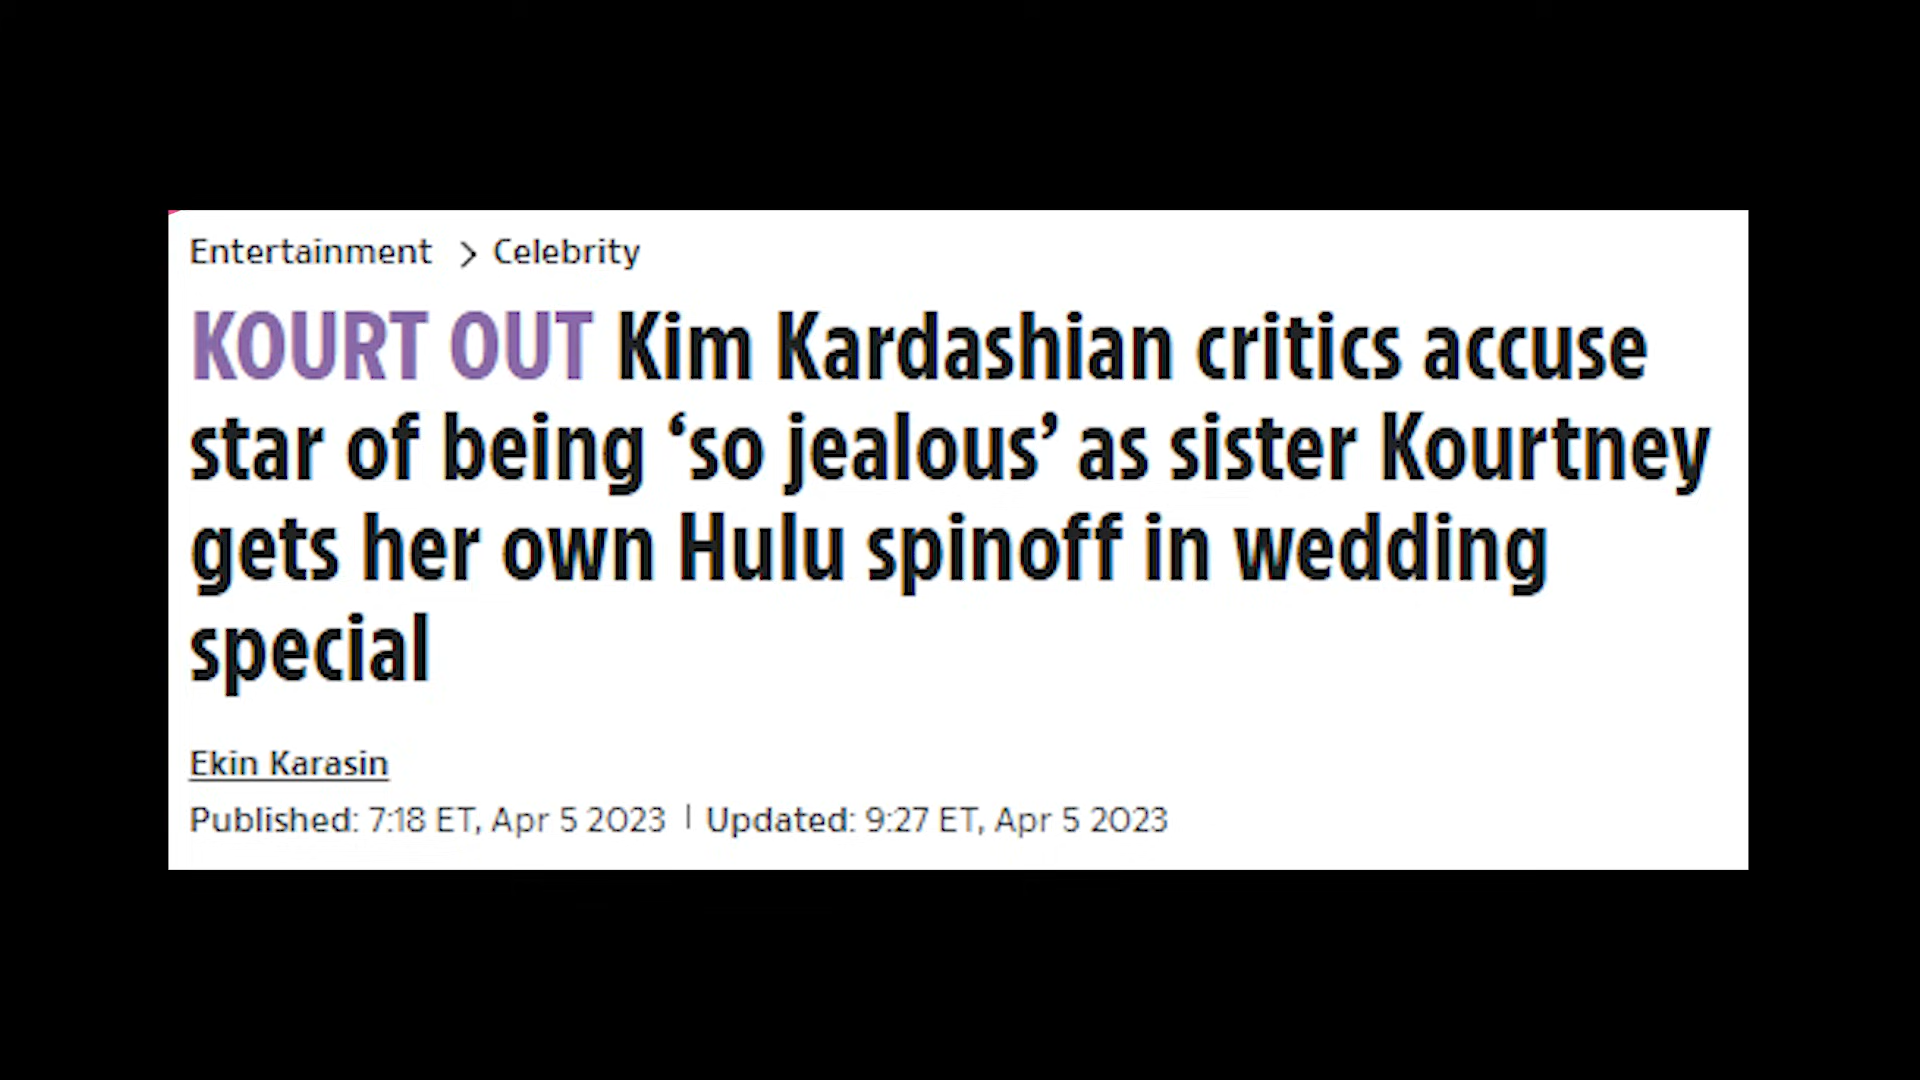 Entertainment > Celebrity
KOURT OUT Kim Kardashian critics accuse
star of being ‘so jealous’ as sister Kourtney
gets her own Hulu spinoff in wedding
special
Ekin Karasin
Published: 7:18 ET, Apr 5 2023 | Updated: 9:27 ET, Apr 5 2023